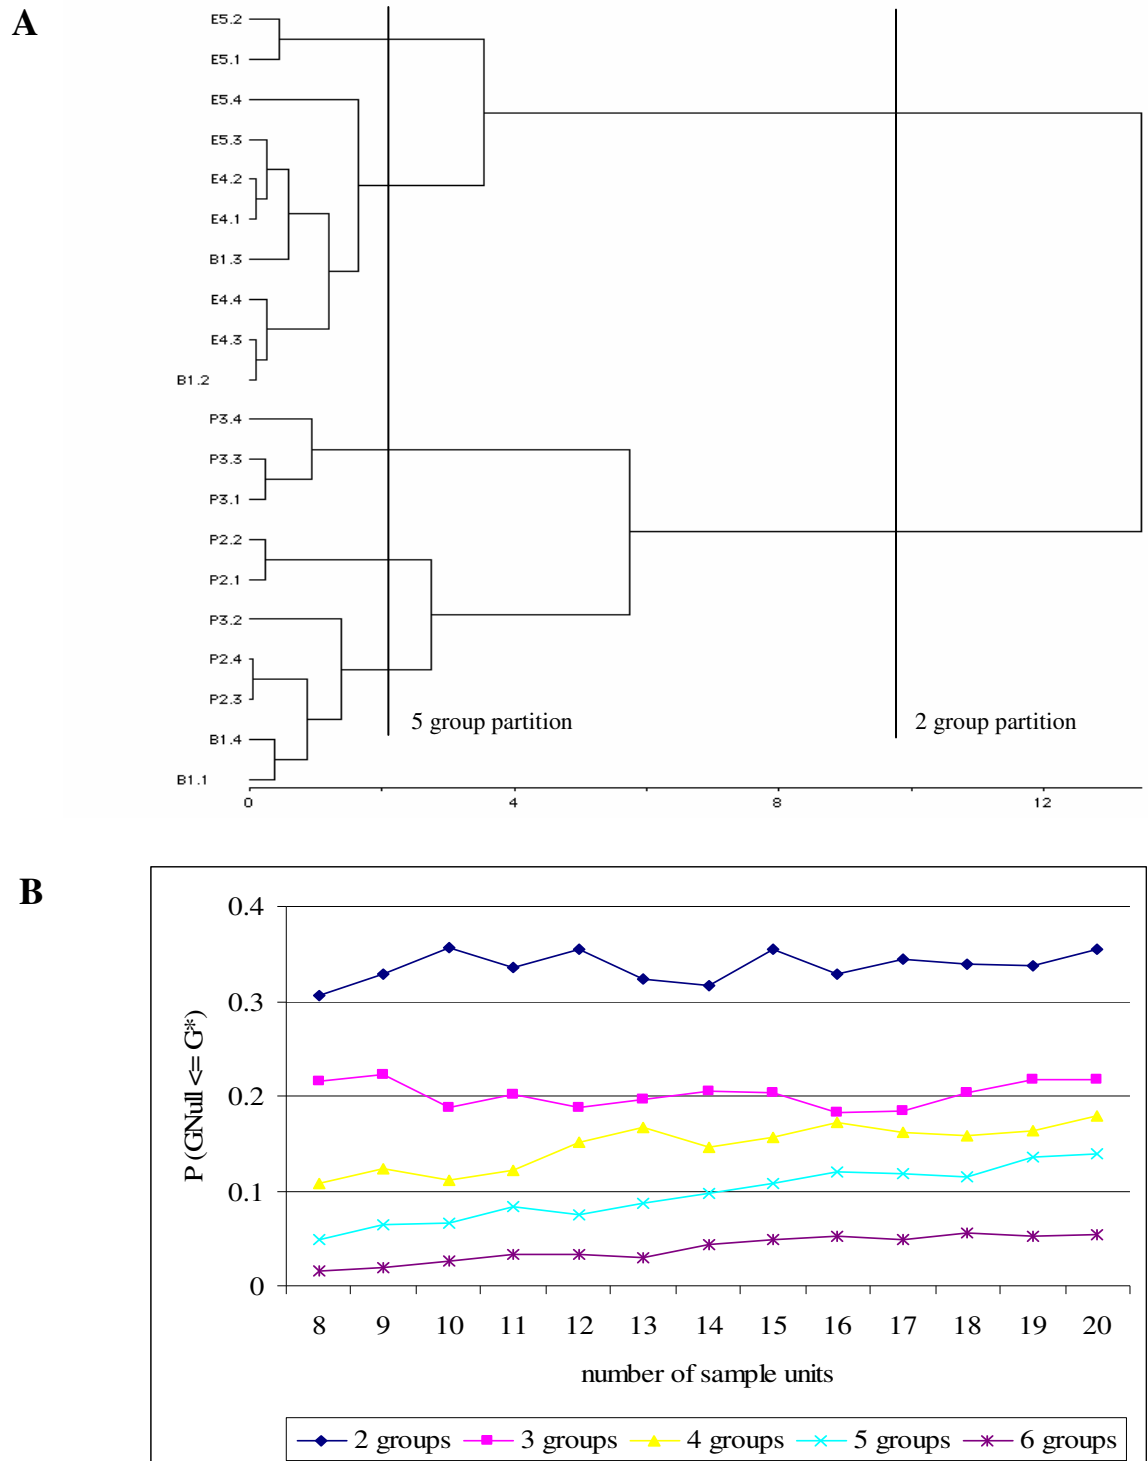 A
E5.2
E5.1
E5.4
E5.3
E4.2
E4.1
B1.3
E4.4
E4.3
B1.2
P3.4
P3.3
P3.1
P2.2
P2.1
P3.2
P2.4
P2.3
B1.4
B1.1
5 group partition
2 group partition
0 4 8 12
B
P (GNull <= G*)
0.4
0.3
0.2
0.1
0
8 9 10 11 12 13 14 15 16 17 18 19 20
number of sample units
2 groups 3 groups 4 groups 5 groups 6 groups